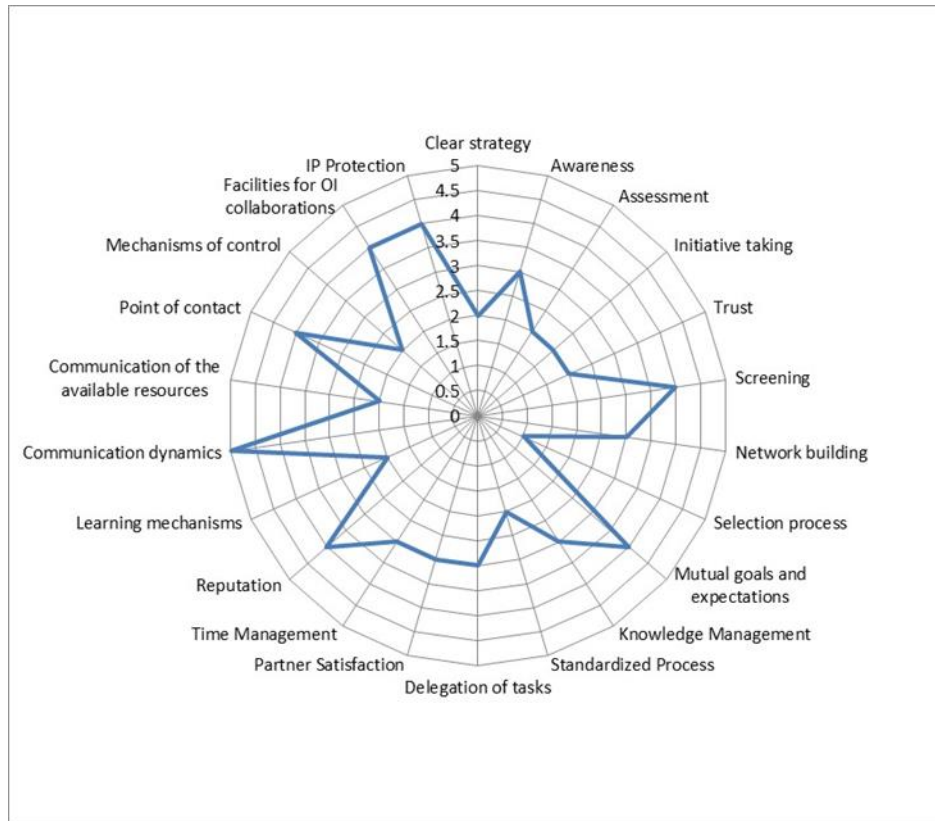 Clear strategy
Awareness
Assessment
Initiative taking
Trust
Screening
Network building
Selection process
Mutual goals and
expectations
Knowledge Management
Standardized Process
Delegation of tasks
Partner Satisfaction
Time Management
Reputation
Learning mechanisms
Communication dynamics
Communication of the
available resources
Point of contact
Mechanisms of control
Facilities for OI
collaborations
IP Protection
5
4.5
4
3.5
3
2.5
2
1.5
1
0.5
0